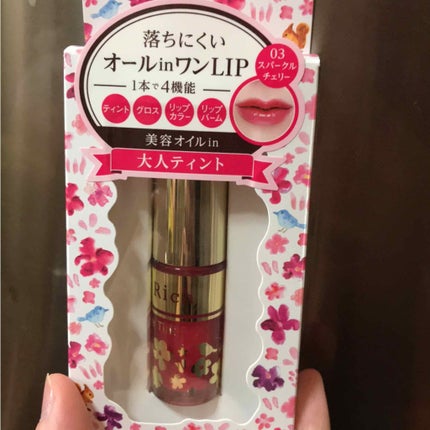 落ちにくい
オールinワンLIP
1本で4機能
ティント
グロス
リップ
カラー
リップ
バーム
03
スパークル
チェリー
美容オイルin
大人ティント
Ric